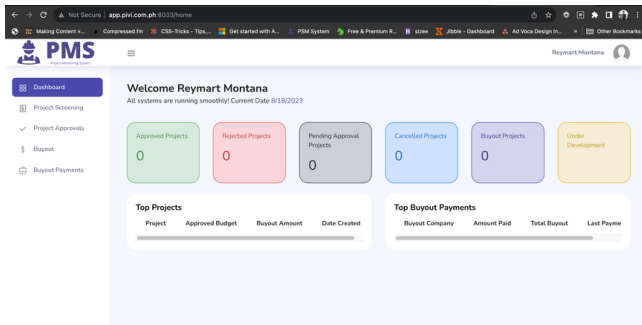 Not Secure | app.pivi.com.ph:8033/home
Making Content v... Compressed.fm CSS-Tricks - Tips,... Get started with A... PSM System Free & Premium R... sizee Jibble - Dashboard Ad Voca Design In... » Other Bookmarks
PMS
Project Monitoring System
Reymart Montana
Dashboard
Project Screening
Project Approvals
Buyout
Buyout Payments
Welcome Reymart Montana
All systems are running smoothly! Current Date 8/18/2023
Approved Projects
0
Rejected Projects
0
Pending Approval
Projects
0
Cancelled Projects
0
Buyout Projects
0
Under
Development
Top Projects
Project Approved Budget Buyout Amount Date Created
Top Buyout Payments
Buyout Company Amount Paid Total Buyout Last Payme